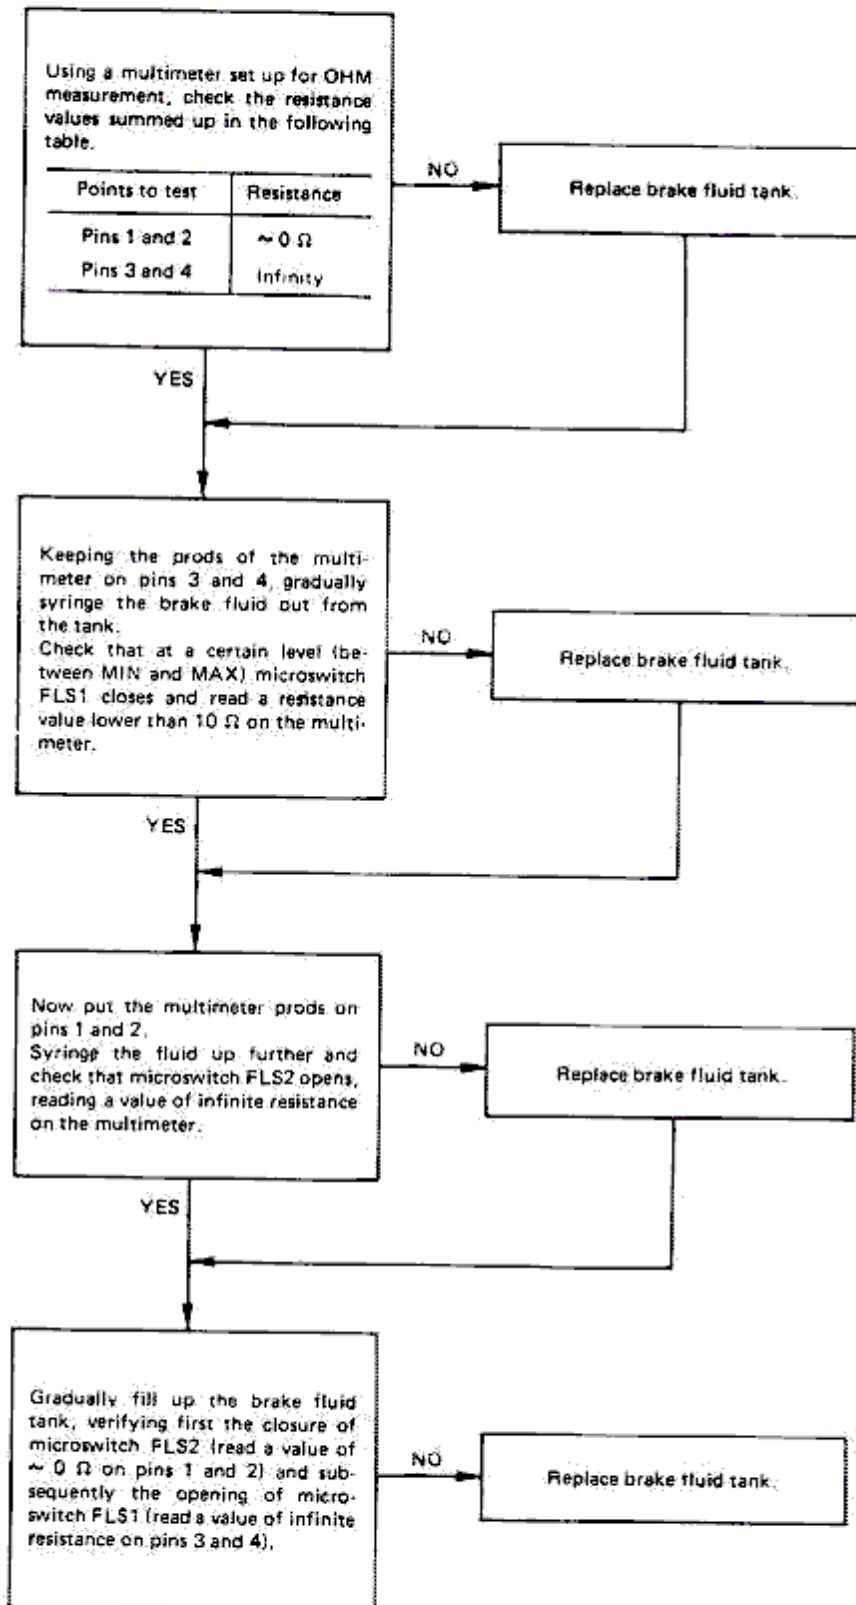 Using a multimeter set up for OHM
measurement, check the resistance
values summed up in the following
table.
Points to test Resistance
Pins 1 and 2 ~ 0 Ω
Pins 3 and 4 Infinity
NO
Replace brake fluid tank.
YES
Keeping the prods of the multi-
meter on pins 3 and 4, gradually
syringe the brake fluid out from
the tank.
Check that at a certain level (be-
tween MIN and MAX) microswitch
FLS1 closes and read a resistance
value lower than 10 Ω on the multi-
meter.
NO
Replace brake fluid tank.
YES
Now put the multimeter prods on
pins 1 and 2.
Syringe the fluid up further and
check that microswitch FLS2 opens,
reading a value of infinite resistance
on the multimeter.
NO
Replace brake fluid tank.
YES
Gradually fill up the brake fluid
tank, verifying first the closure of
microswitch FLS2 (read a value of
~ 0 Ω on pins 1 and 2) and sub-
sequently the opening of micro-
switch FLS1 (read a value of infinite
resistance on pins 3 and 4).
NO
Replace brake fluid tank.